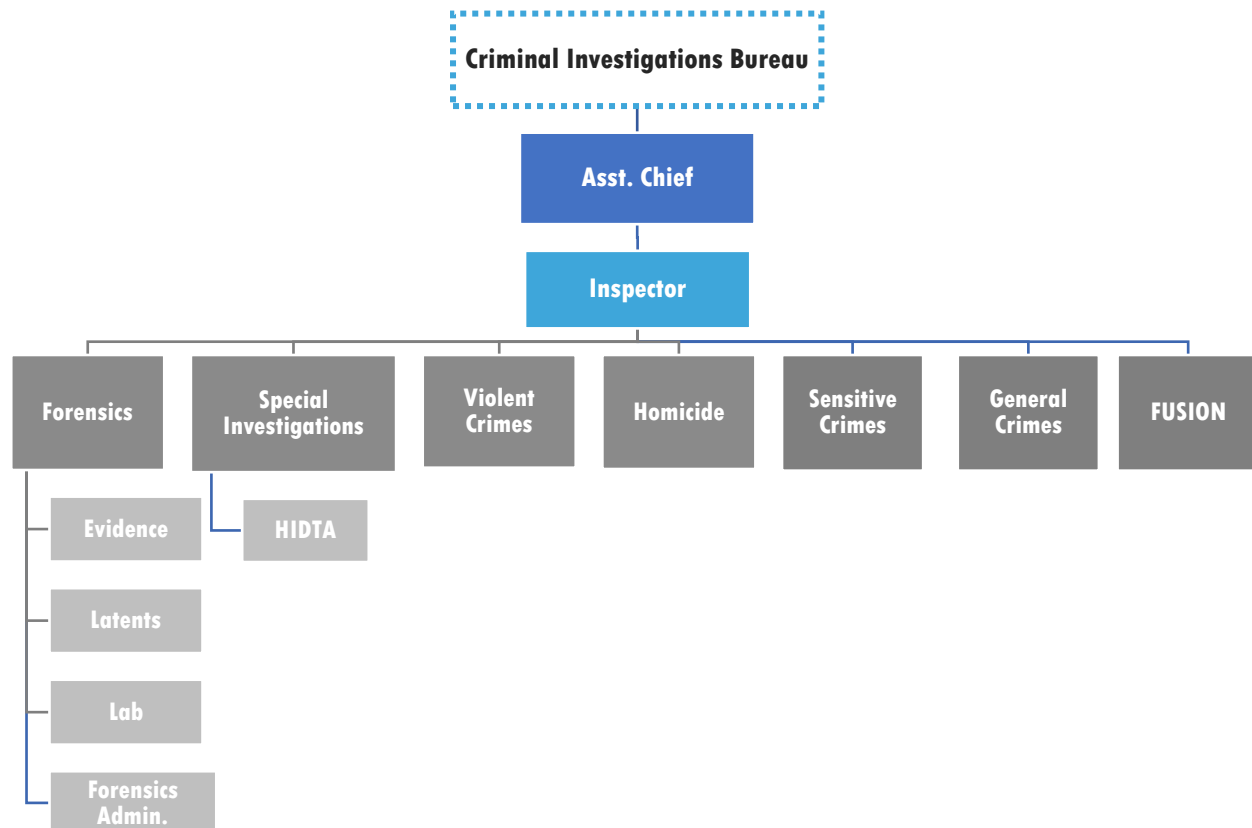 Criminal Investigations Bureau
Asst. Chief
Inspector
Forensics
Special
Investigations
Violent
Crimes
Homicide
Sensitive
Crimes
General
Crimes
FUSION
Evidence
HIDTA
Latents
Lab
Forensics
Admin.